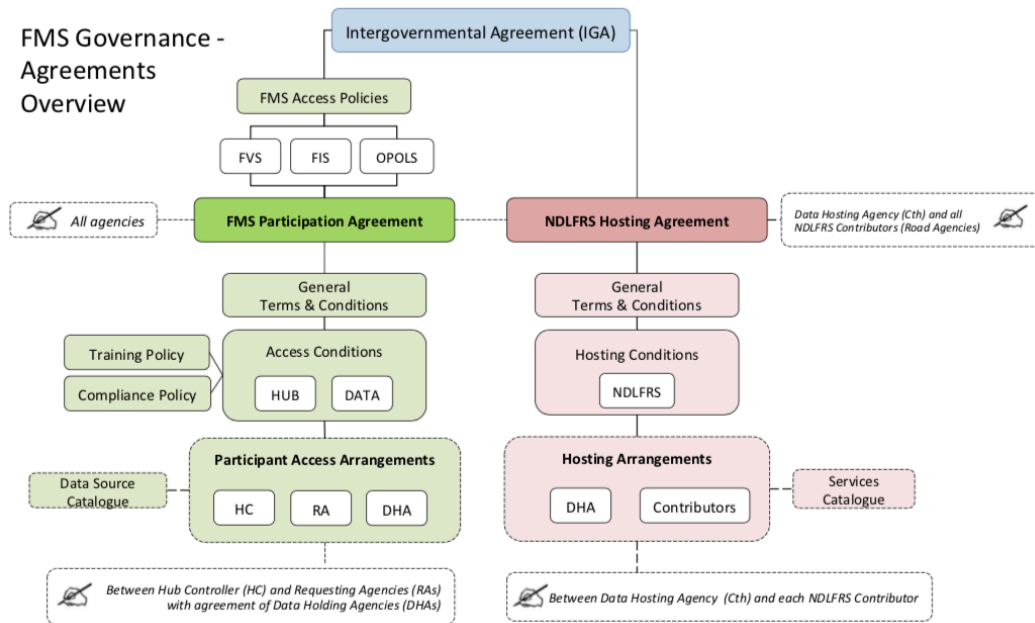 FMS Governance -
Agreements
Overview
Intergovernmental Agreement (IGA)
FMS Access Policies
FVS
FIS
OPOLS
All agencies
FMS Participation Agreement
NDLFRS Hosting Agreement
Data Hosting Agency (Cth) and all
NDLFRS Contributors (Road Agencies)
General
Terms & Conditions
General
Terms & Conditions
Training Policy
Compliance Policy
Access Conditions
HUB
DATA
Hosting Conditions
NDLFRS
Data Source
Catalogue
Participant Access Arrangements
HC
RA
DHA
Hosting Arrangements
DHA
Contributors
Services
Catalogue
Between Hub Controller (HC) and Requesting Agencies (RAs)
with agreement of Data Holding Agencies (DHAs)
Between Data Hosting Agency (Cth) and each NDLFRS Contributor